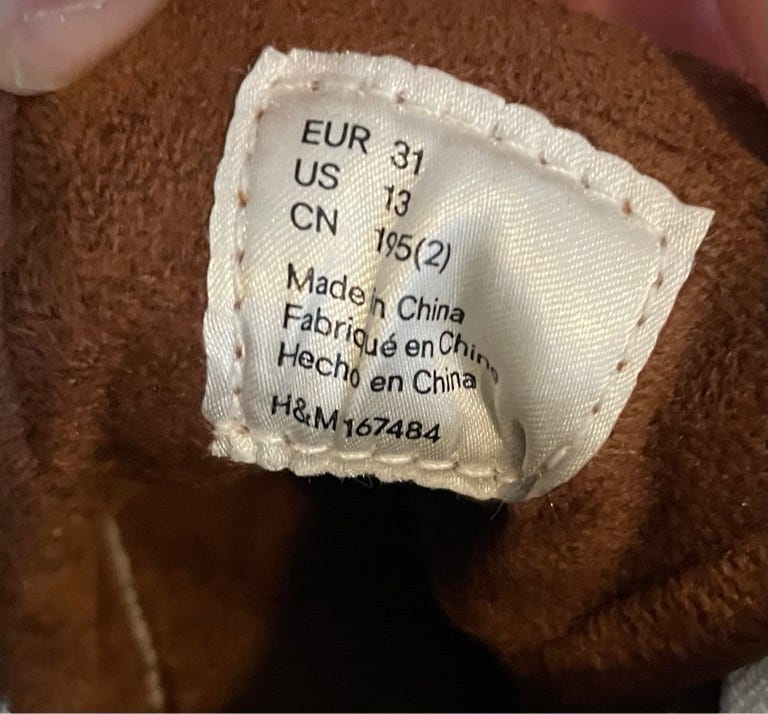 EUR 31
US 13
CN 195(2)
Made in China
Fabriqué en Chine
Hecho en China
H&M 167484